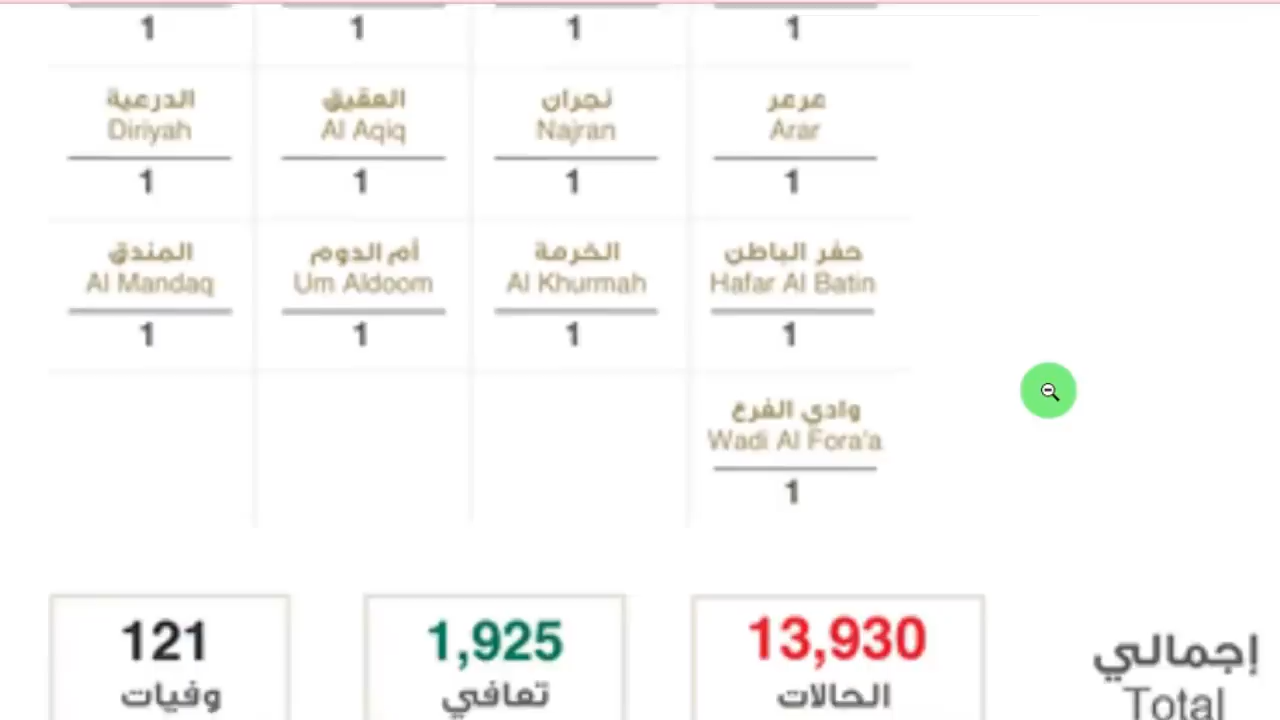 1 1 1 1
الدرعية العقيق نجران عرعر
Diriyah Al Aqiq Najran Arar
1 1 1 1
المندق أم الدوم الخرمة حفر الباطن
Al Mandaq Um Aldoom Al Khurmah Hafar Al Batin
1 1 1 1
وادي الفرع
Wadi Al Fora'a
1
121 1,925 13,930
وفيات تعافي الحالات إجمالي
Total